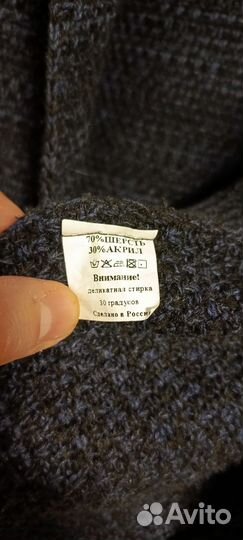 70%ШЕРСТЬ
30%АКРИЛ
Внимание!
деликатная стирка
30 градусов
Сделано в России
Avito